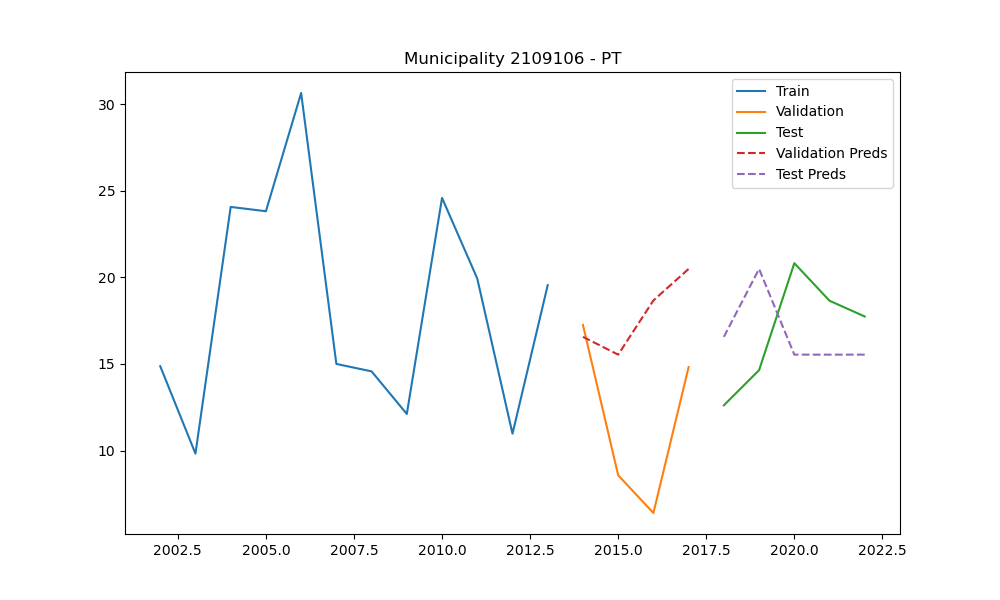 Municipality 2109106 - PT
Train
Validation
Test
Validation Preds
Test Preds
30
25
20
15
10
2002.5 2005.0 2007.5 2010.0 2012.5 2015.0 2017.5 2020.0 2022.5